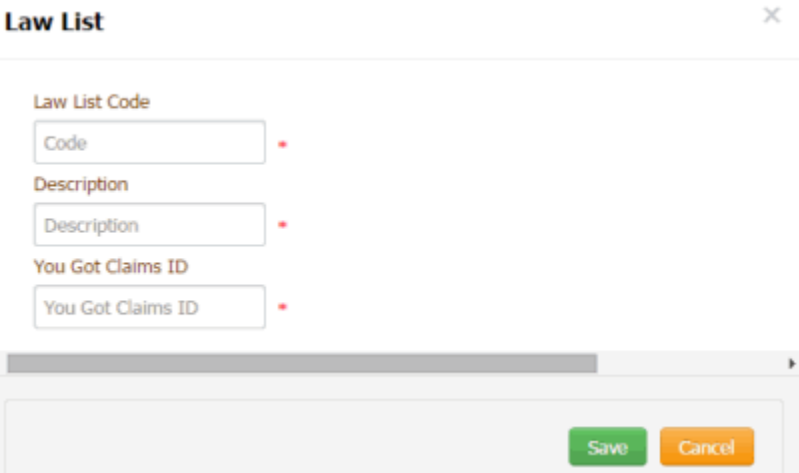 Law List
Law List Code
Code *
Description
Description *
You Got Claims ID
You Got Claims ID *
Save Cancel